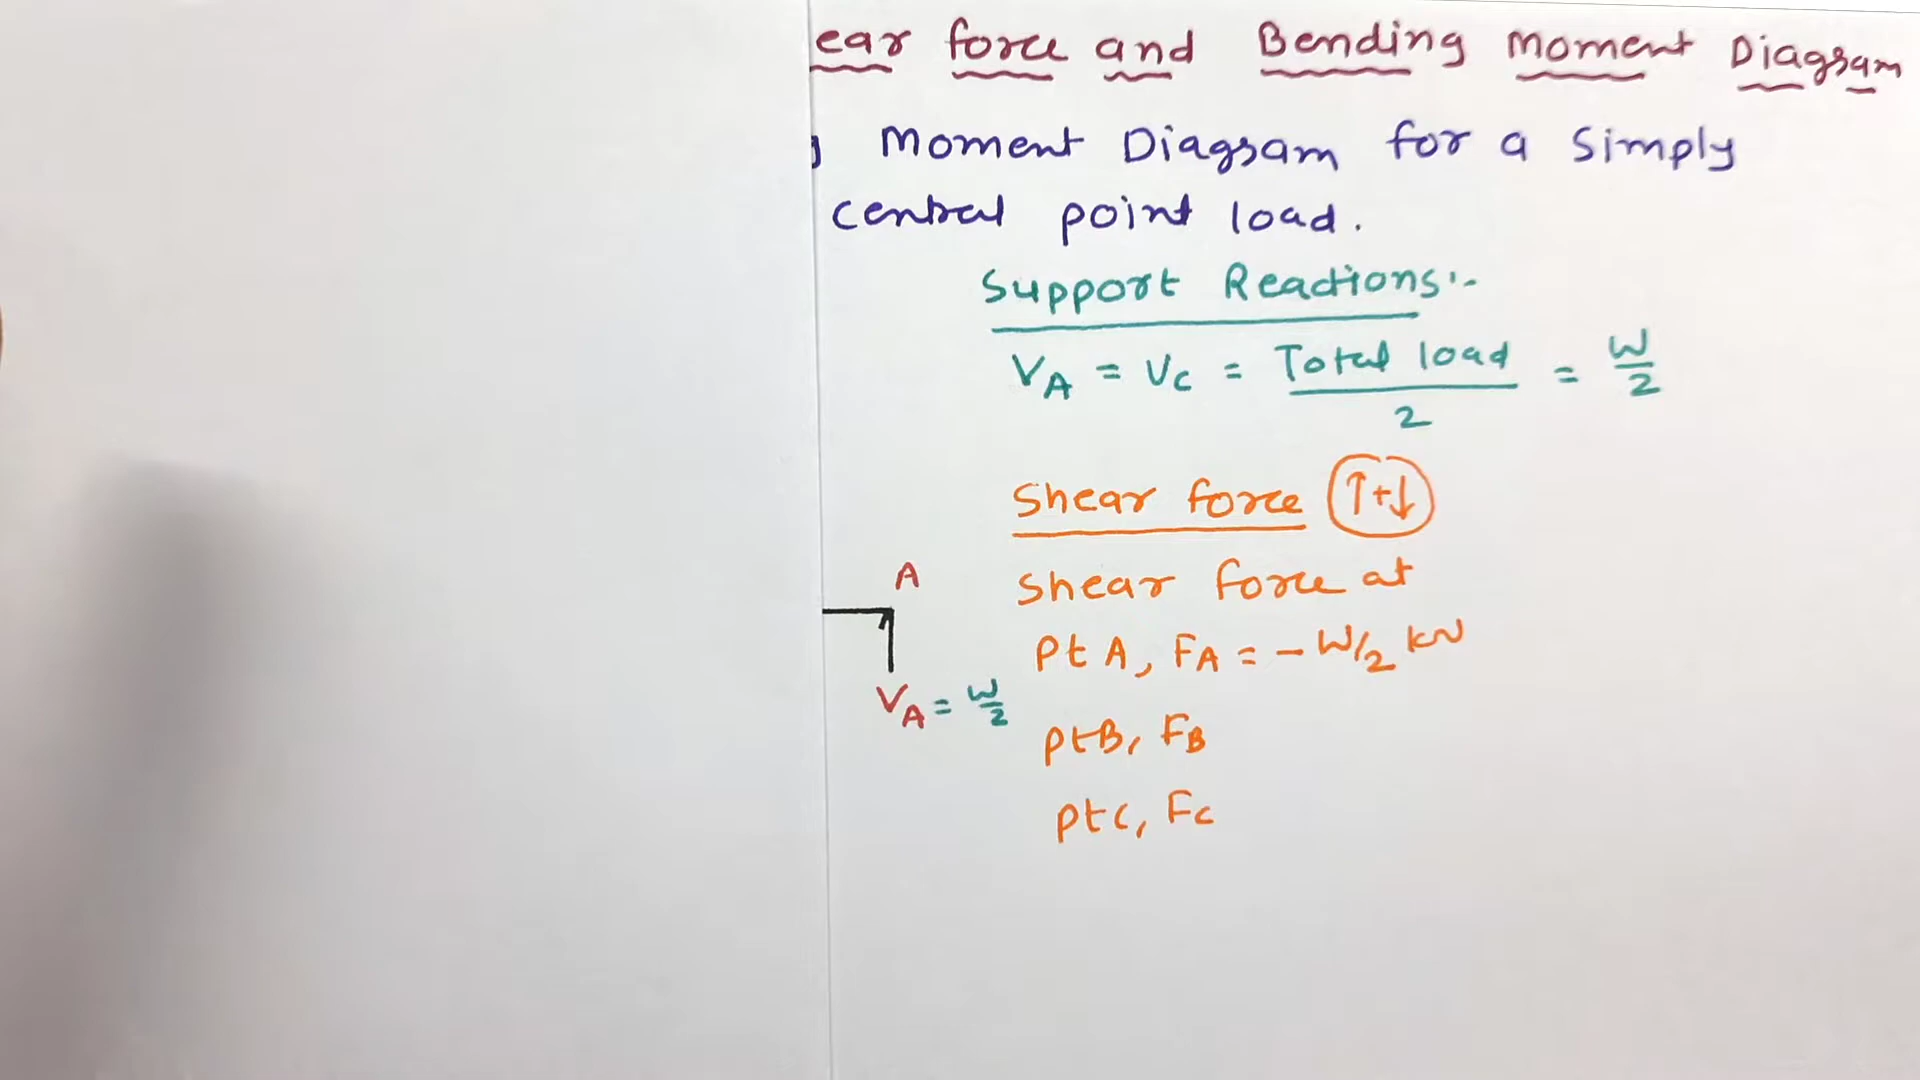 ear force and Bending Moment Diagram
Moment Diagram for a Simply
central point load.
Support Reactions:-
VA = VC = Total load / 2 = W/2
Shear force ↑+↓
Shear force at
A
Pt A, FA = - W/2 kN
VA = W/2
ptB, FB
ptC, FC